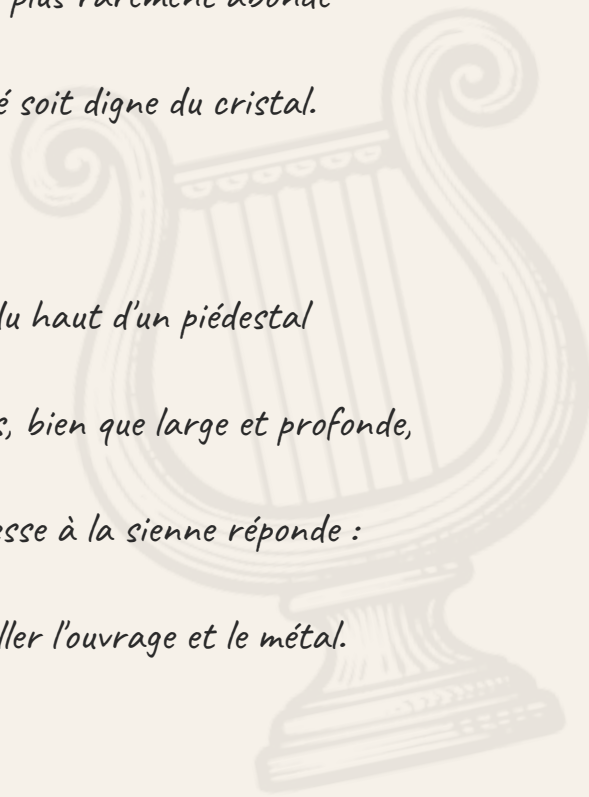 plus rarement abonde
é soit digne du cristal.
du haut d'un piédestal
s, bien que large et profonde,
esse à la sienne réponde :
ller l'ouvrage et le métal.